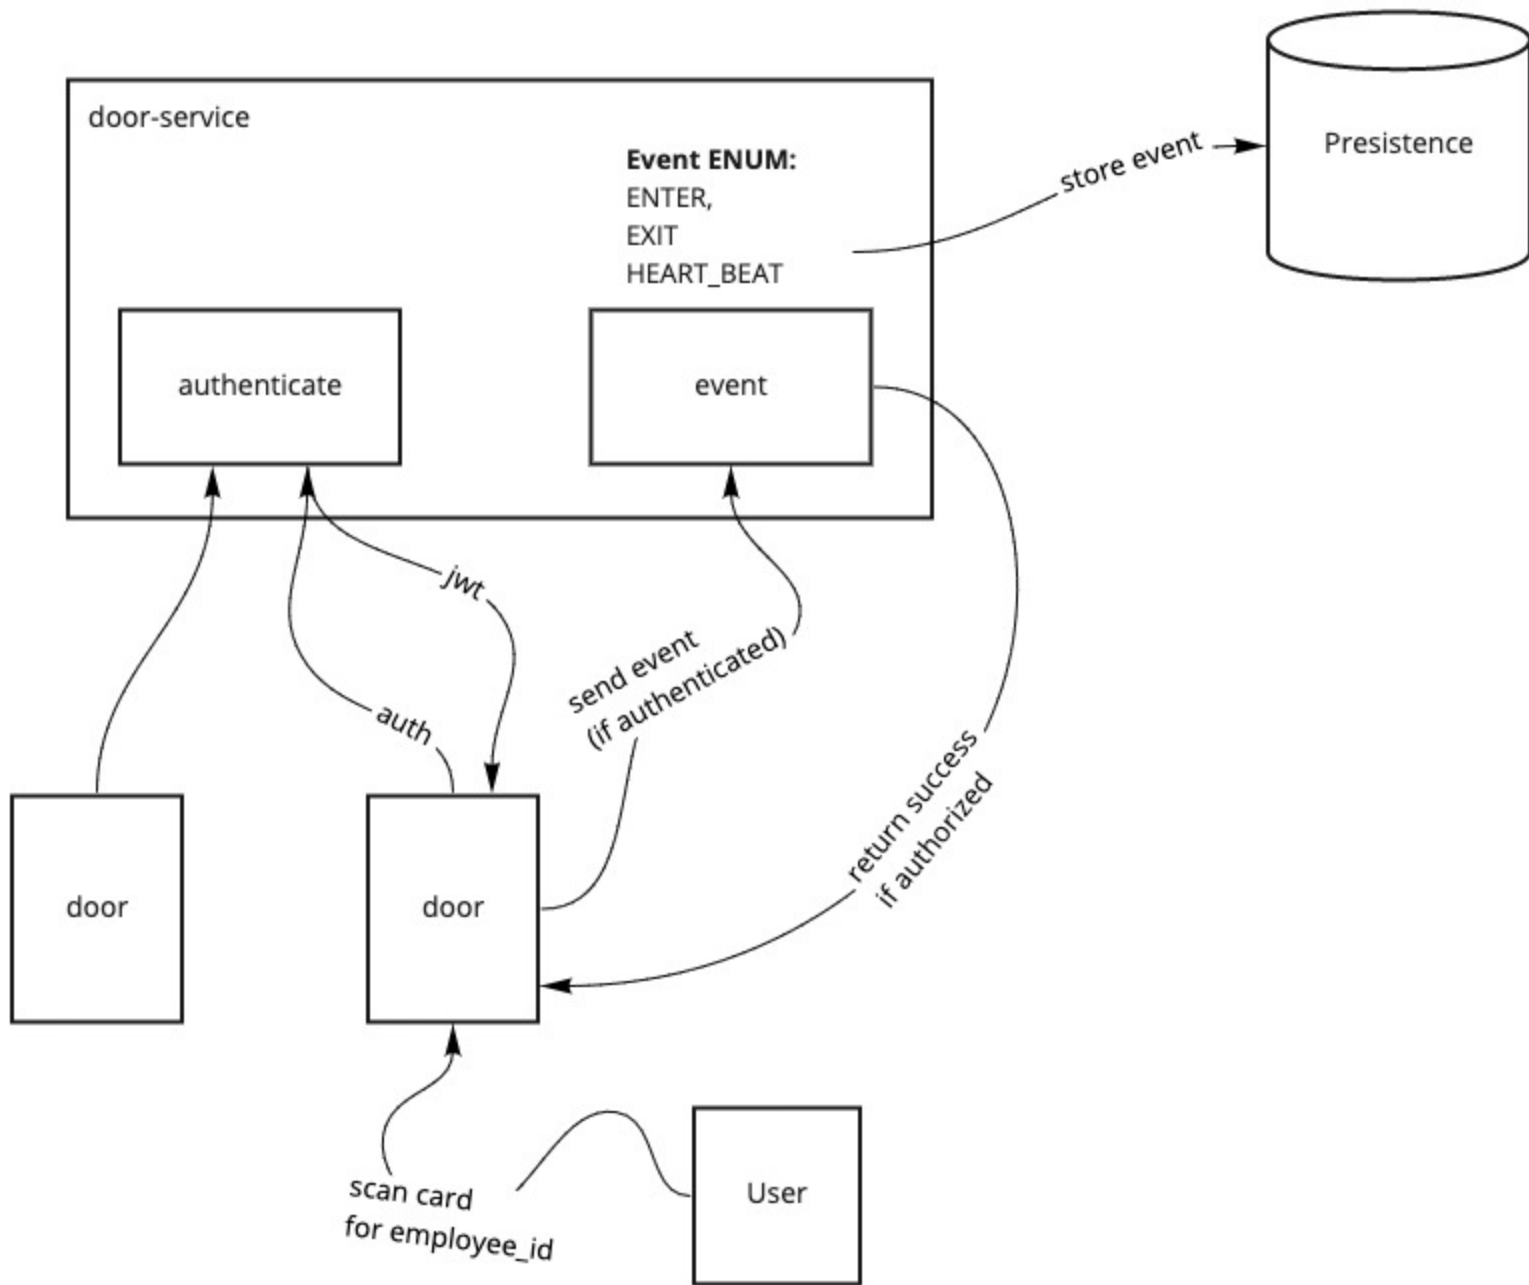 door-service
Event ENUM:
ENTER,
EXIT
HEART_BEAT
store event
Presistence
authenticate
event
jwt
auth
send event
(if authenticated)
return success
if authorized
door
door
scan card
for employee_id
User